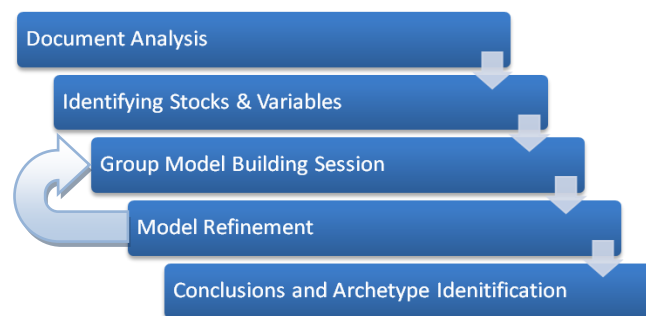 Document Analysis
Identifying Stocks & Variables
Group Model Building Session
Model Refinement
Conclusions and Archetype Idenitification